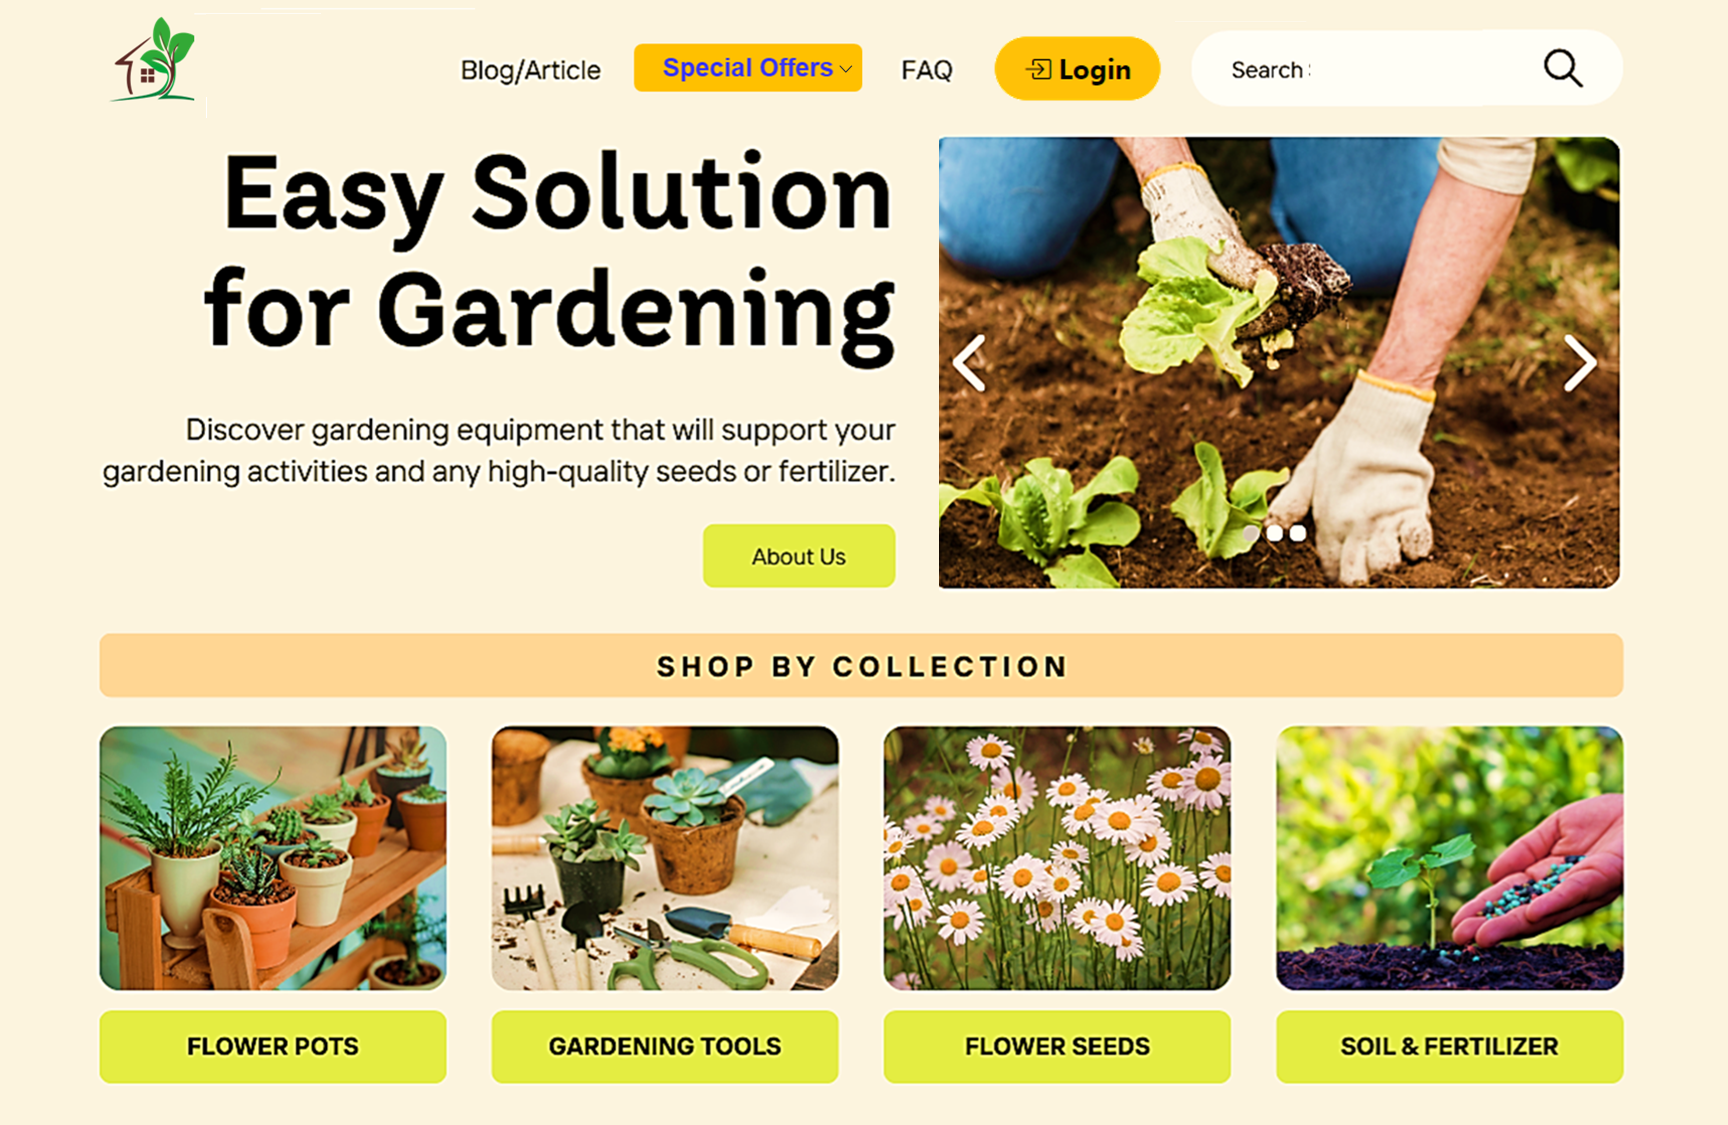 Blog/Article
Special Offers
FAQ
Login
Search :
Easy Solution
for Gardening
Discover gardening equipment that will support your
gardening activities and any high-quality seeds or fertilizer.
About Us
SHOP BY COLLECTION
FLOWER POTS
GARDENING TOOLS
FLOWER SEEDS
SOIL & FERTILIZER